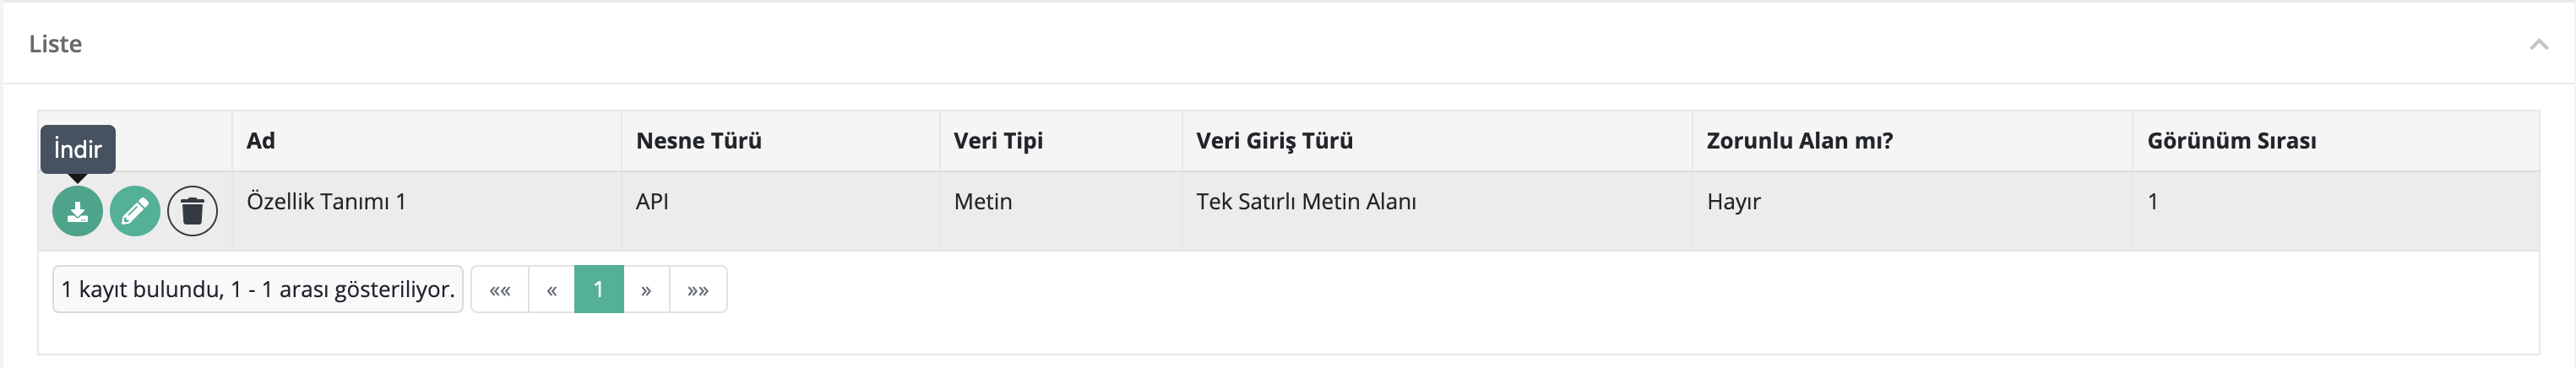 Liste
İndir
Ad Nesne Türü Veri Tipi Veri Giriş Türü Zorunlu Alan mı? Görünüm Sırası
Özellik Tanımı 1 API Metin Tek Satırlı Metin Alanı Hayır 1
1 kayıt bulundu, 1 - 1 arası gösteriliyor. «« « 1 » »»